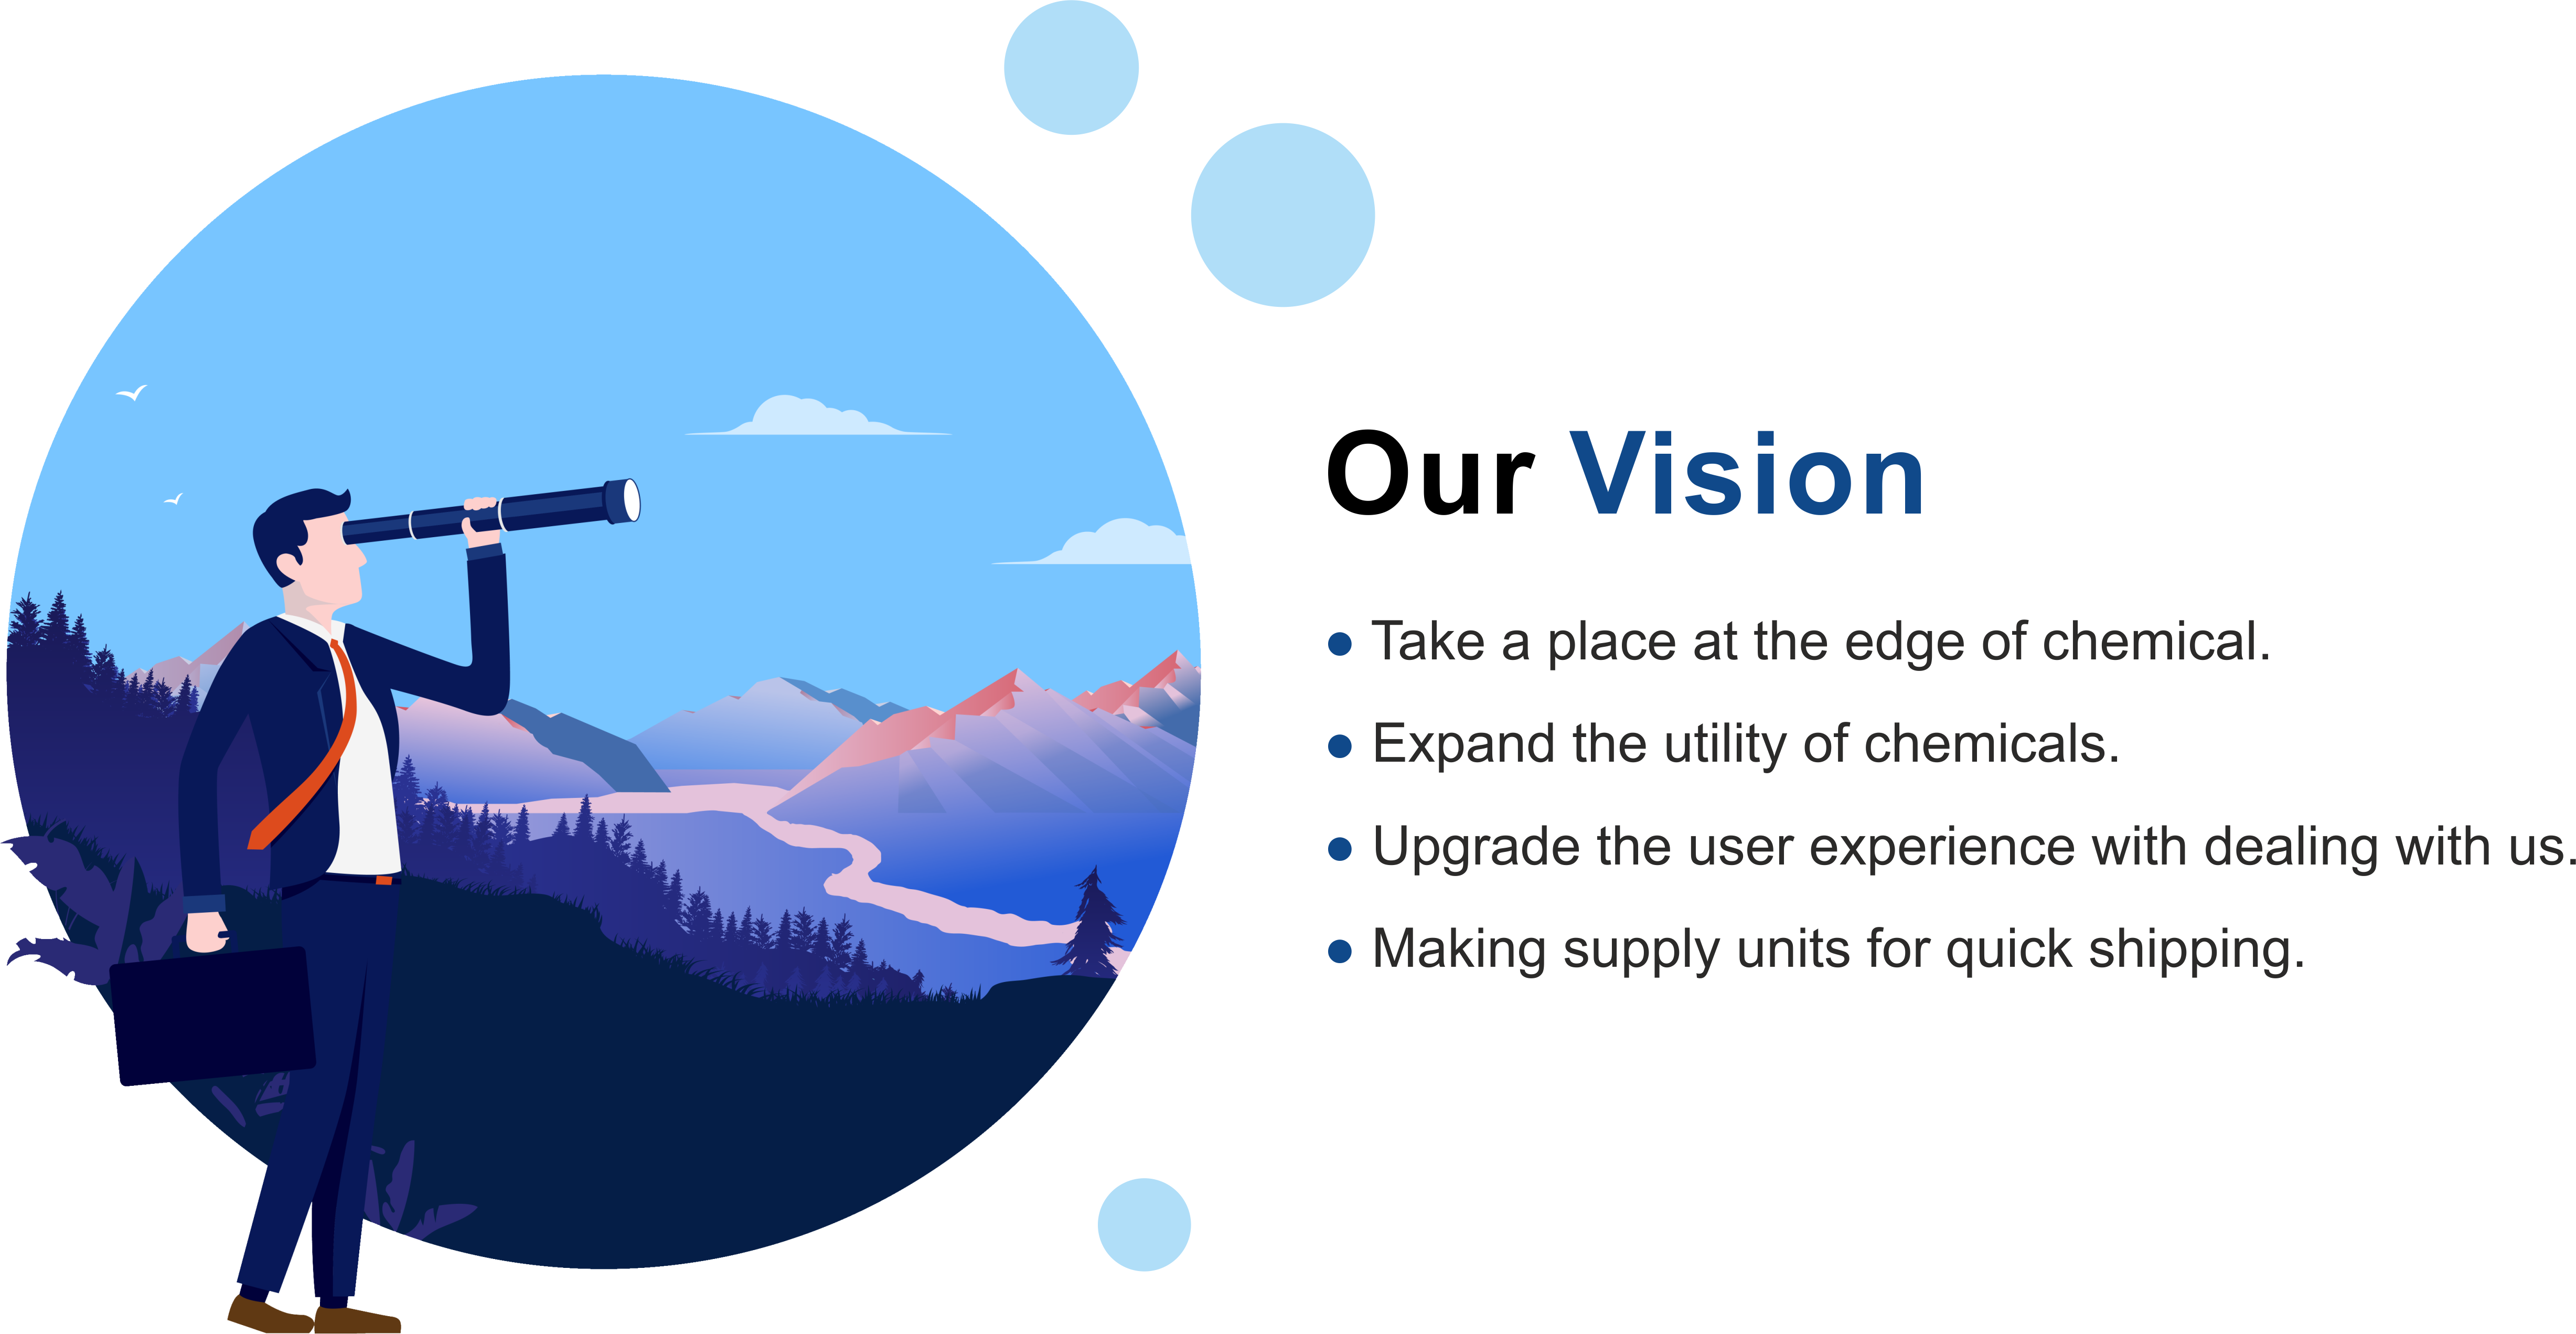 Our Vision
• Take a place at the edge of chemical.
• Expand the utility of chemicals.
• Upgrade the user experience with dealing with us.
• Making supply units for quick shipping.